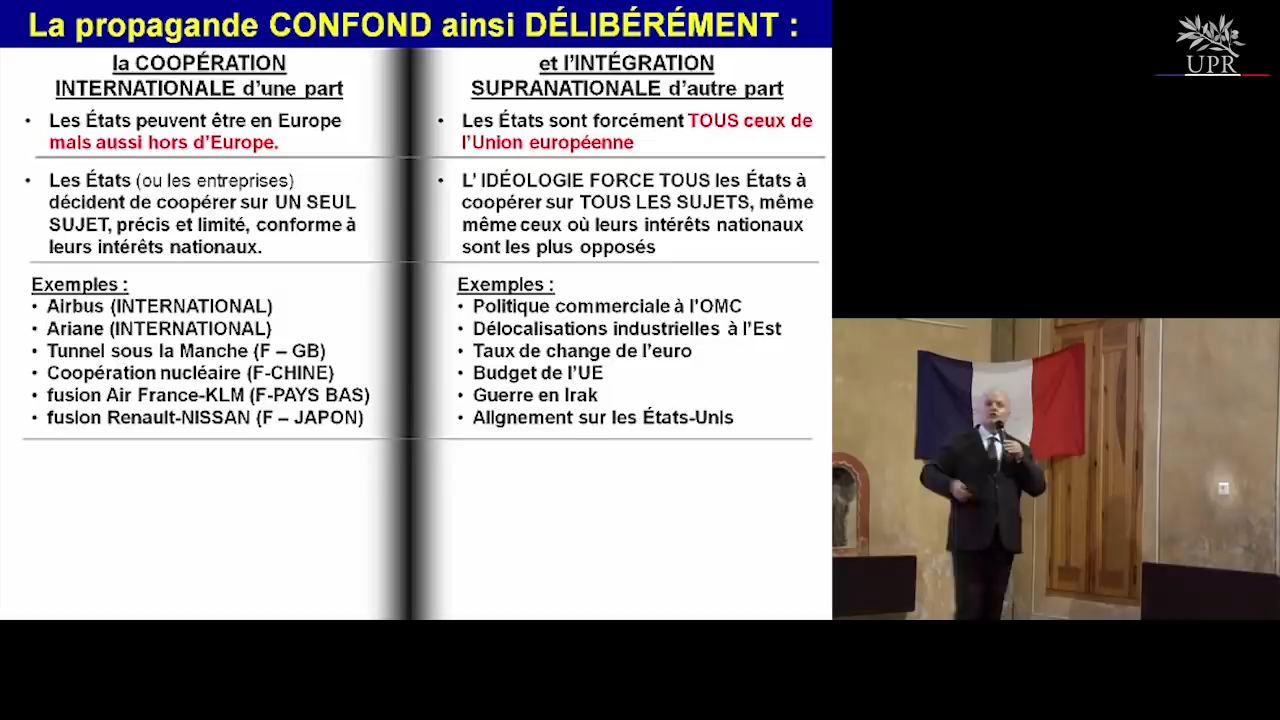 La propagande CONFOND ainsi DÉLIBÉRÉMENT :
la COOPÉRATION
INTERNATIONALE d'une part
• Les États peuvent être en Europe
mais aussi hors d'Europe.
• Les États (ou les entreprises)
décident de coopérer sur UN SEUL
SUJET, précis et limité, conforme à
leurs intérêts nationaux.
Exemples :
• Airbus (INTERNATIONAL)
• Ariane (INTERNATIONAL)
• Tunnel sous la Manche (F – GB)
• Coopération nucléaire (F-CHINE)
• fusion Air France-KLM (F-PAYS BAS)
• fusion Renault-NISSAN (F – JAPON)
et l'INTÉGRATION
SUPRANATIONALE d'autre part
• Les États sont forcément TOUS ceux de
l'Union européenne
• L' IDÉOLOGIE FORCE TOUS les États à
coopérer sur TOUS LES SUJETS, même
même ceux où leurs intérêts nationaux
sont les plus opposés
Exemples :
• Politique commerciale à l'OMC
• Délocalisations industrielles à l'Est
• Taux de change de l'euro
• Budget de l'UE
• Guerre en Irak
• Alignement sur les États-Unis
UPR